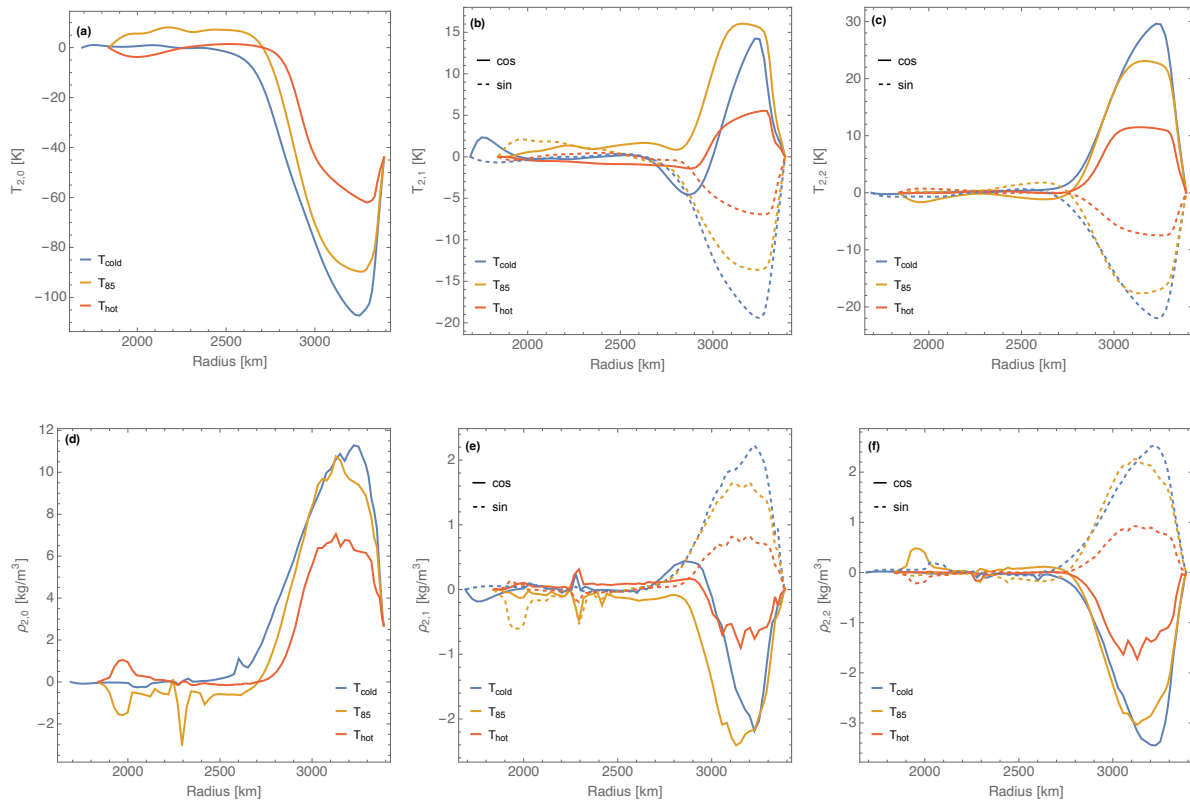 (a)
0
−20
−40
−60
−80
−100
T2,0 [K]
Tcold
T85
Thot
2000 2500 3000
Radius [km]
(b)
15
10
5
0
−5
−10
−15
−20
T2,1 [K]
cos
sin
Tcold
T85
Thot
2000 2500 3000
Radius [km]
(c)
30
20
10
0
−10
−20
T2,2 [K]
cos
sin
Tcold
T85
Thot
2000 2500 3000
Radius [km]
(d)
12
10
8
6
4
2
0
−2
ρ2,0 [kg/m³]
Tcold
T85
Thot
2000 2500 3000
Radius [km]
(e)
2
1
0
−1
−2
ρ2,1 [kg/m³]
cos
sin
Tcold
T85
Thot
2000 2500 3000
Radius [km]
(f)
2
1
0
−1
−2
−3
ρ2,2 [kg/m³]
cos
sin
Tcold
T85
Thot
2000 2500 3000
Radius [km]